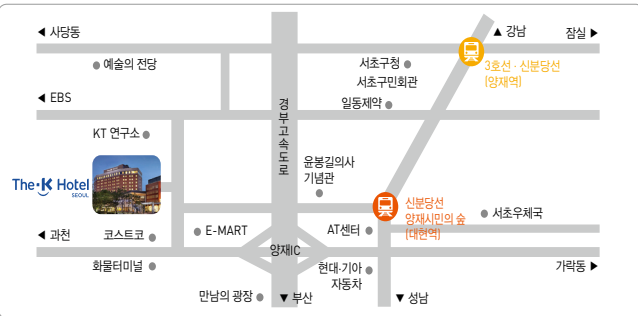 ◀ 사당동
▲ 강남
잠실 ▶
예술의 전당
서초구청
서초구민회관
3호선 · 신분당선
(양재역)
◀ EBS
일동제약
경부고속도로
KT 연구소
윤봉길의사
기념관
The·K Hotel
SEOUL
신분당선
양재시민의 숲
(매헌역)
서초우체국
◀ 과천
코스트코
E-MART
AT센터
양재IC
화물터미널
현대·기아
자동차
가락동 ▶
만남의 광장
▼ 부산
▼ 성남